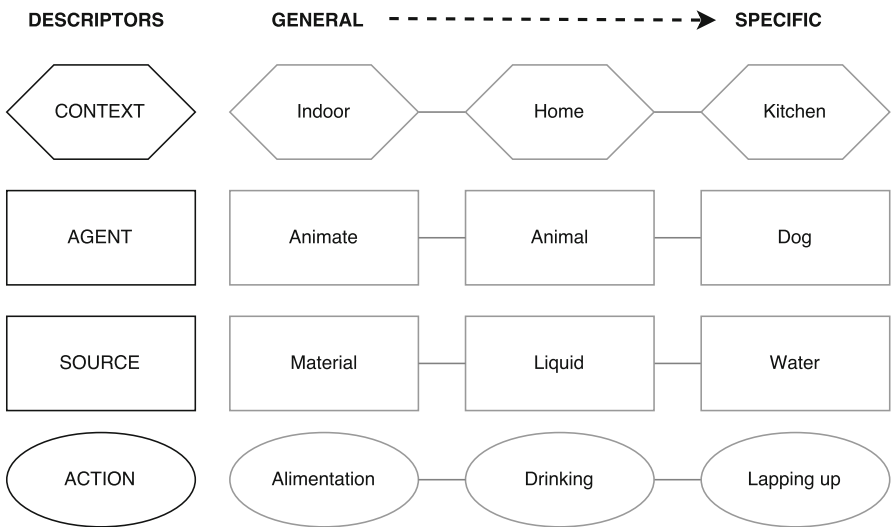 DESCRIPTORS GENERAL SPECIFIC
CONTEXT Indoor Home Kitchen
AGENT Animate Animal Dog
SOURCE Material Liquid Water
ACTION Alimentation Drinking Lapping up